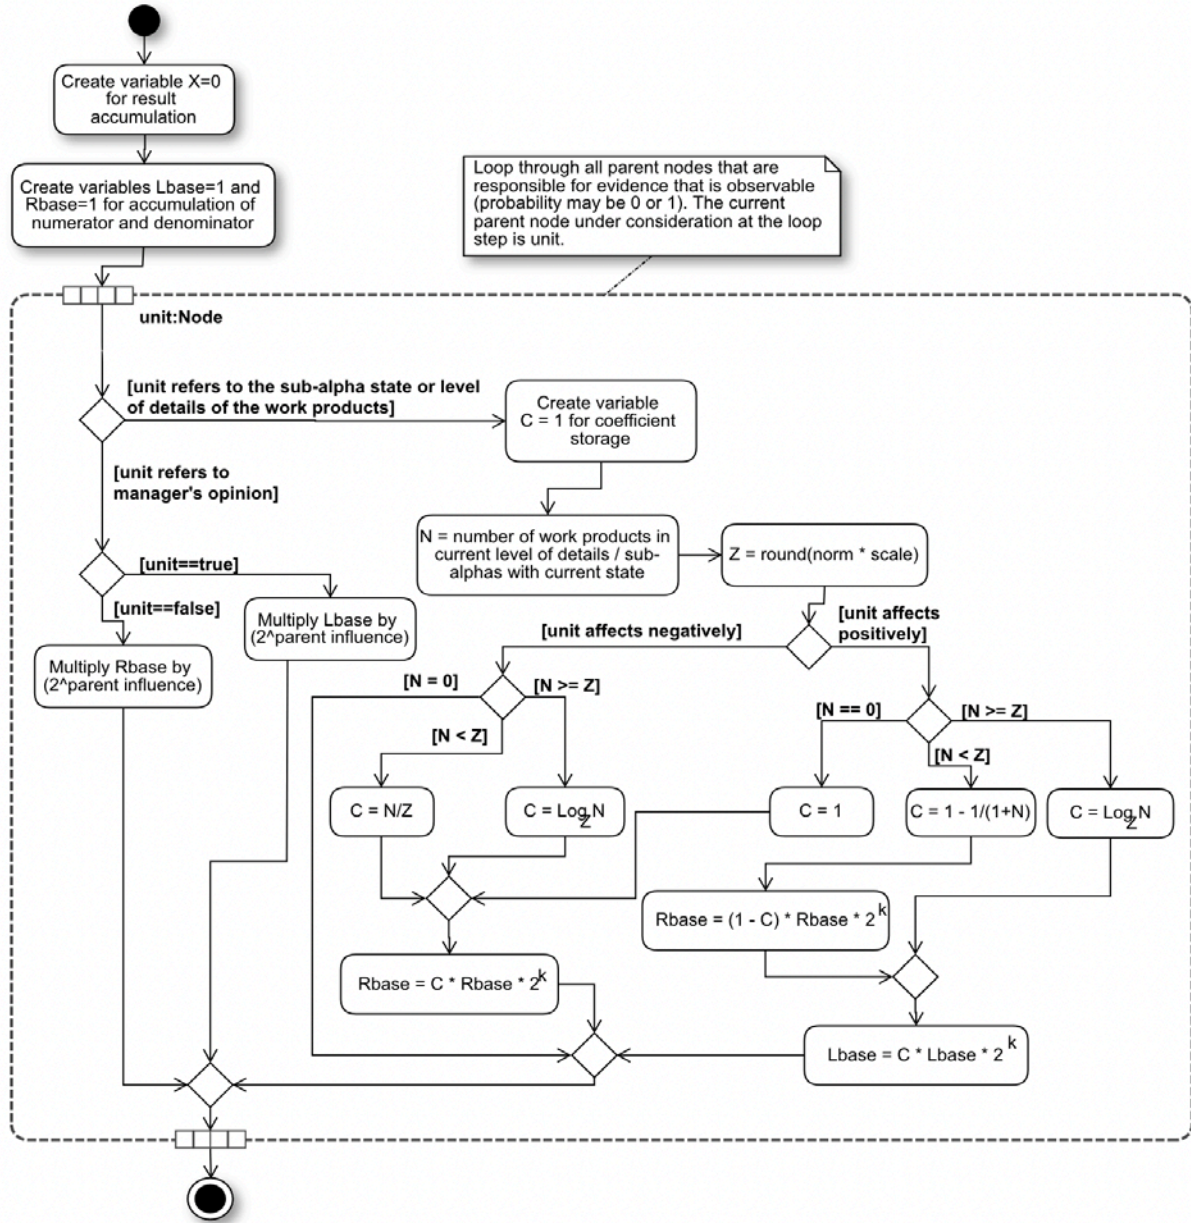 Create variable X=0
for result
accumulation
Create variables Lbase=1 and
Rbase=1 for accumulation of
numerator and denominator
Loop through all parent nodes that are
responsible for evidence that is observable
(probability may be 0 or 1). The current
parent node under consideration at the loop
step is unit.
unit:Node
[unit refers to the sub-alpha state or level
of details of the work products]
Create variable
C = 1 for coefficient
storage
[unit refers to
manager's opinion]
N = number of work products in
current level of details / sub-
alphas with current state
Z = round(norm * scale)
[unit==true]
[unit==false]
Multiply Lbase by
(2^parent influence)
Multiply Rbase by
(2^parent influence)
[unit affects negatively]
[unit affects
positively]
[N = 0]
[N >= Z]
[N < Z]
[N == 0]
[N >= Z]
[N < Z]
C = N/Z
C = Log N
Z
C = 1
C = 1 - 1/(1+N)
C = Log N
Z
Rbase = (1 - C) * Rbase * 2^k
Rbase = C * Rbase * 2^k
Lbase = C * Lbase * 2^k